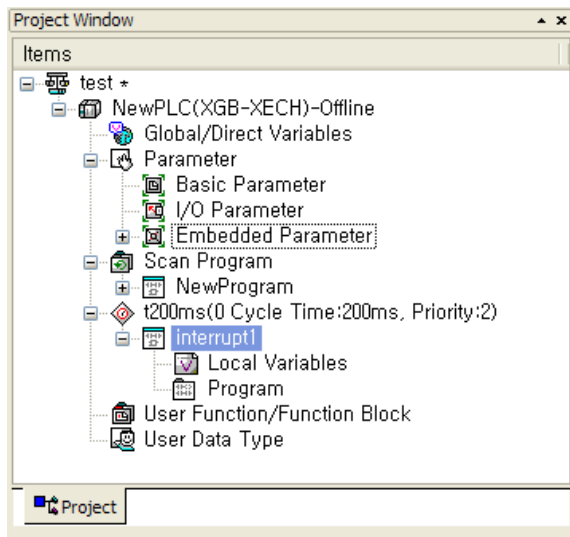 Project Window
Items
test *
NewPLC(XGB-XECH)-Offline
Global/Direct Variables
Parameter
Basic Parameter
I/O Parameter
Embedded Parameter
Scan Program
NewProgram
t200ms(0 Cycle Time:200ms, Priority:2)
interrupt1
Local Variables
Program
User Function/Function Block
User Data Type
Project